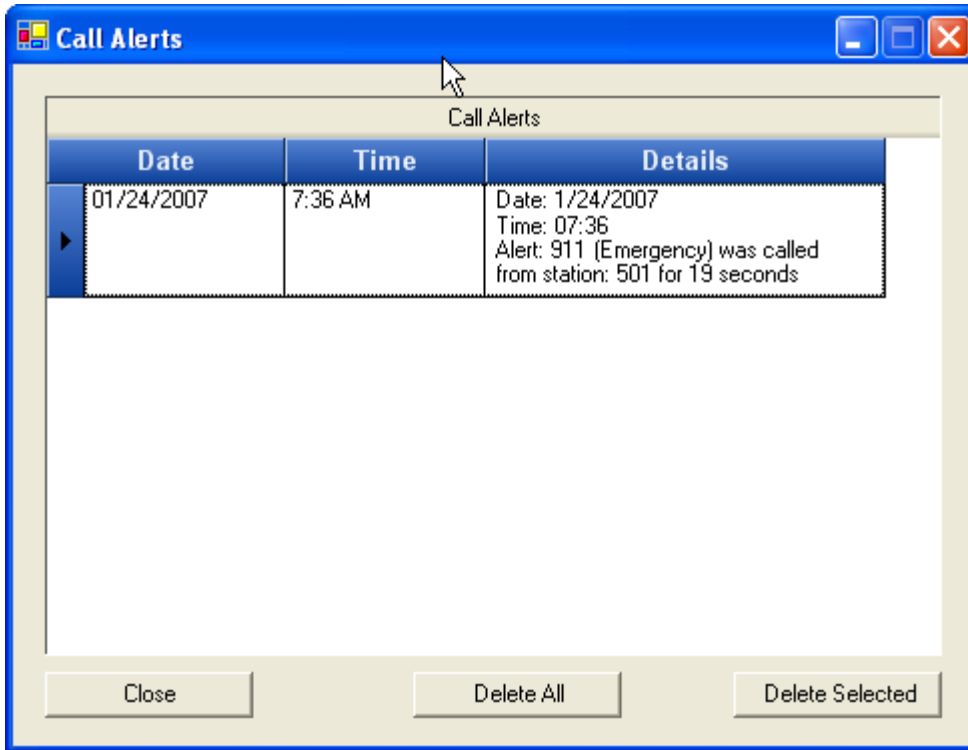 Call Alerts
Call Alerts
Date Time Details
01/24/2007 7:36 AM Date: 1/24/2007
Time: 07:36
Alert: 911 (Emergency) was called
from station: 501 for 19 seconds
Close Delete All Delete Selected